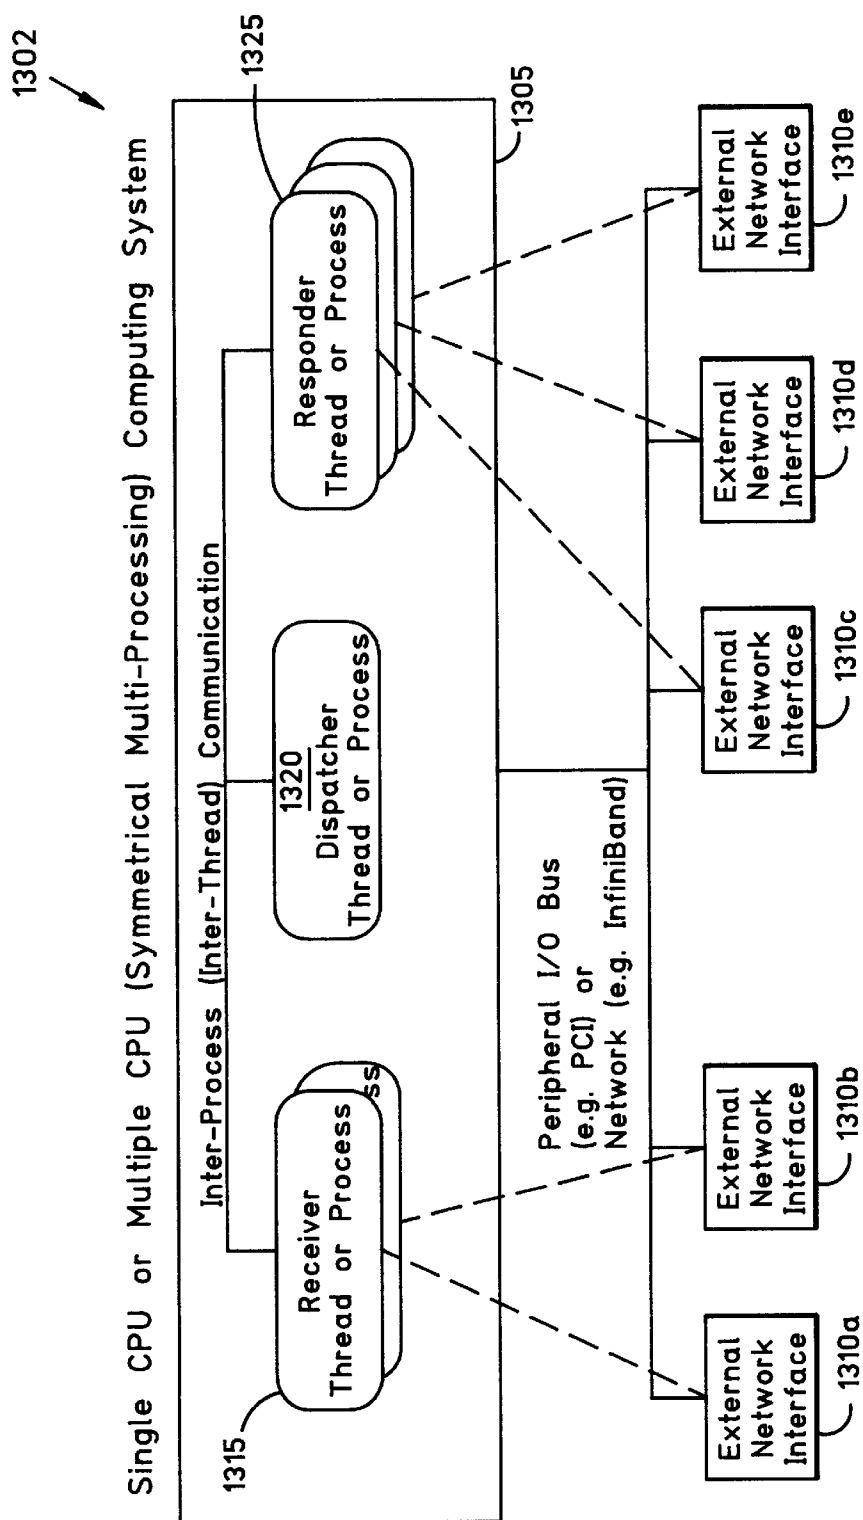 1302
Single CPU or Multiple CPU (Symmetrical Multi-Processing) Computing System
Inter-Process (Inter-Thread) Communication
1315
Receiver
Thread or Process
ss
1320
Dispatcher
Thread or Process
1325
Responder
Thread or Process
1305
Peripheral I/O Bus
(e.g. PCI) or
Network (e.g. InfiniBand)
External
Network
Interface
1310a
External
Network
Interface
1310b
External
Network
Interface
1310c
External
Network
Interface
1310d
External
Network
Interface
1310e